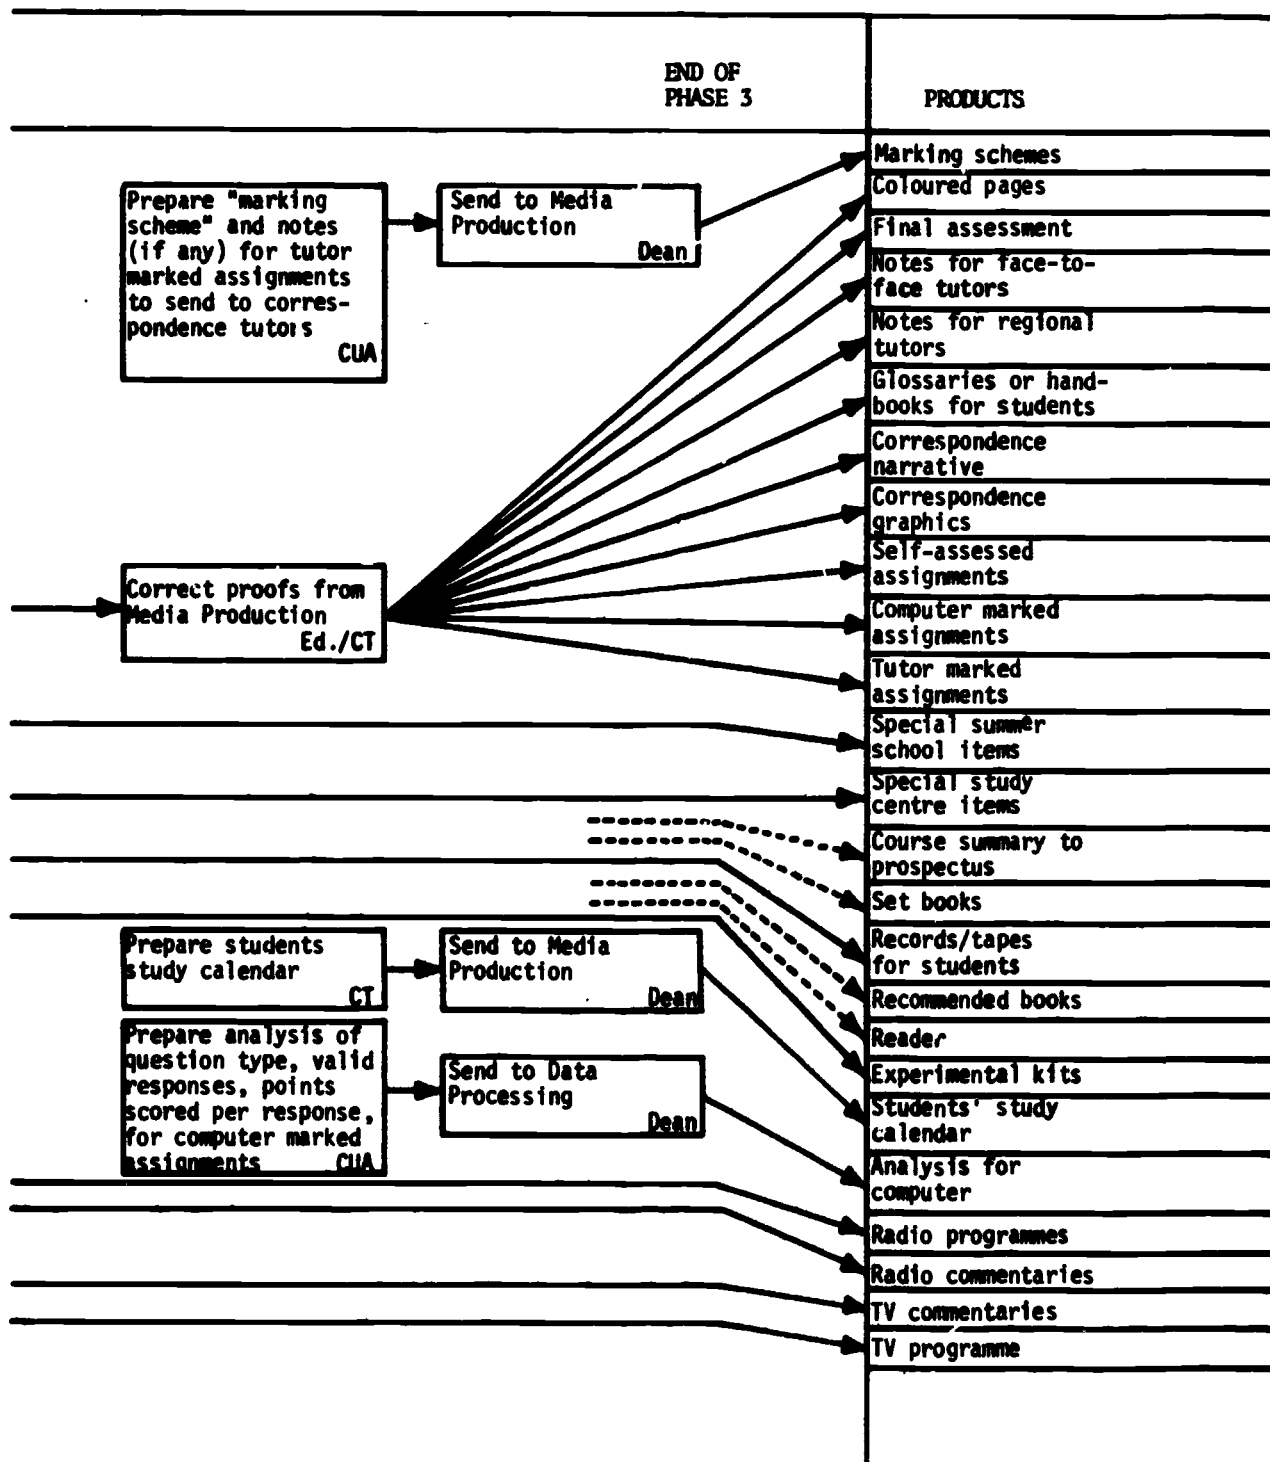 END OF
PHASE 3
PRODUCTS
Prepare "marking
scheme" and notes
(if any) for tutor
marked assignments
to send to corres-
pondence tutors
CUA
Send to Media
Production
Dean
Correct proofs from
Media Production
Ed./CT
Prepare students
study calendar
CT
Send to Media
Production
Dean
Prepare analysis of
question type, valid
responses, points
scored per response,
for computer marked
assignments CUA
Send to Data
Processing
Dean
Marking schemes
Coloured pages
Final assessment
Notes for face-to-
face tutors
Notes for regional
tutors
Glossaries or hand-
books for students
Correspondence
narrative
Correspondence
graphics
Self-assessed
assignments
Computer marked
assignments
Tutor marked
assignments
Special summer
school items
Special study
centre items
Course summary to
prospectus
Set books
Records/tapes
for students
Recommended books
Reader
Experimental kits
Students' study
calendar
Analysis for
computer
Radio programmes
Radio commentaries
TV commentaries
TV programme